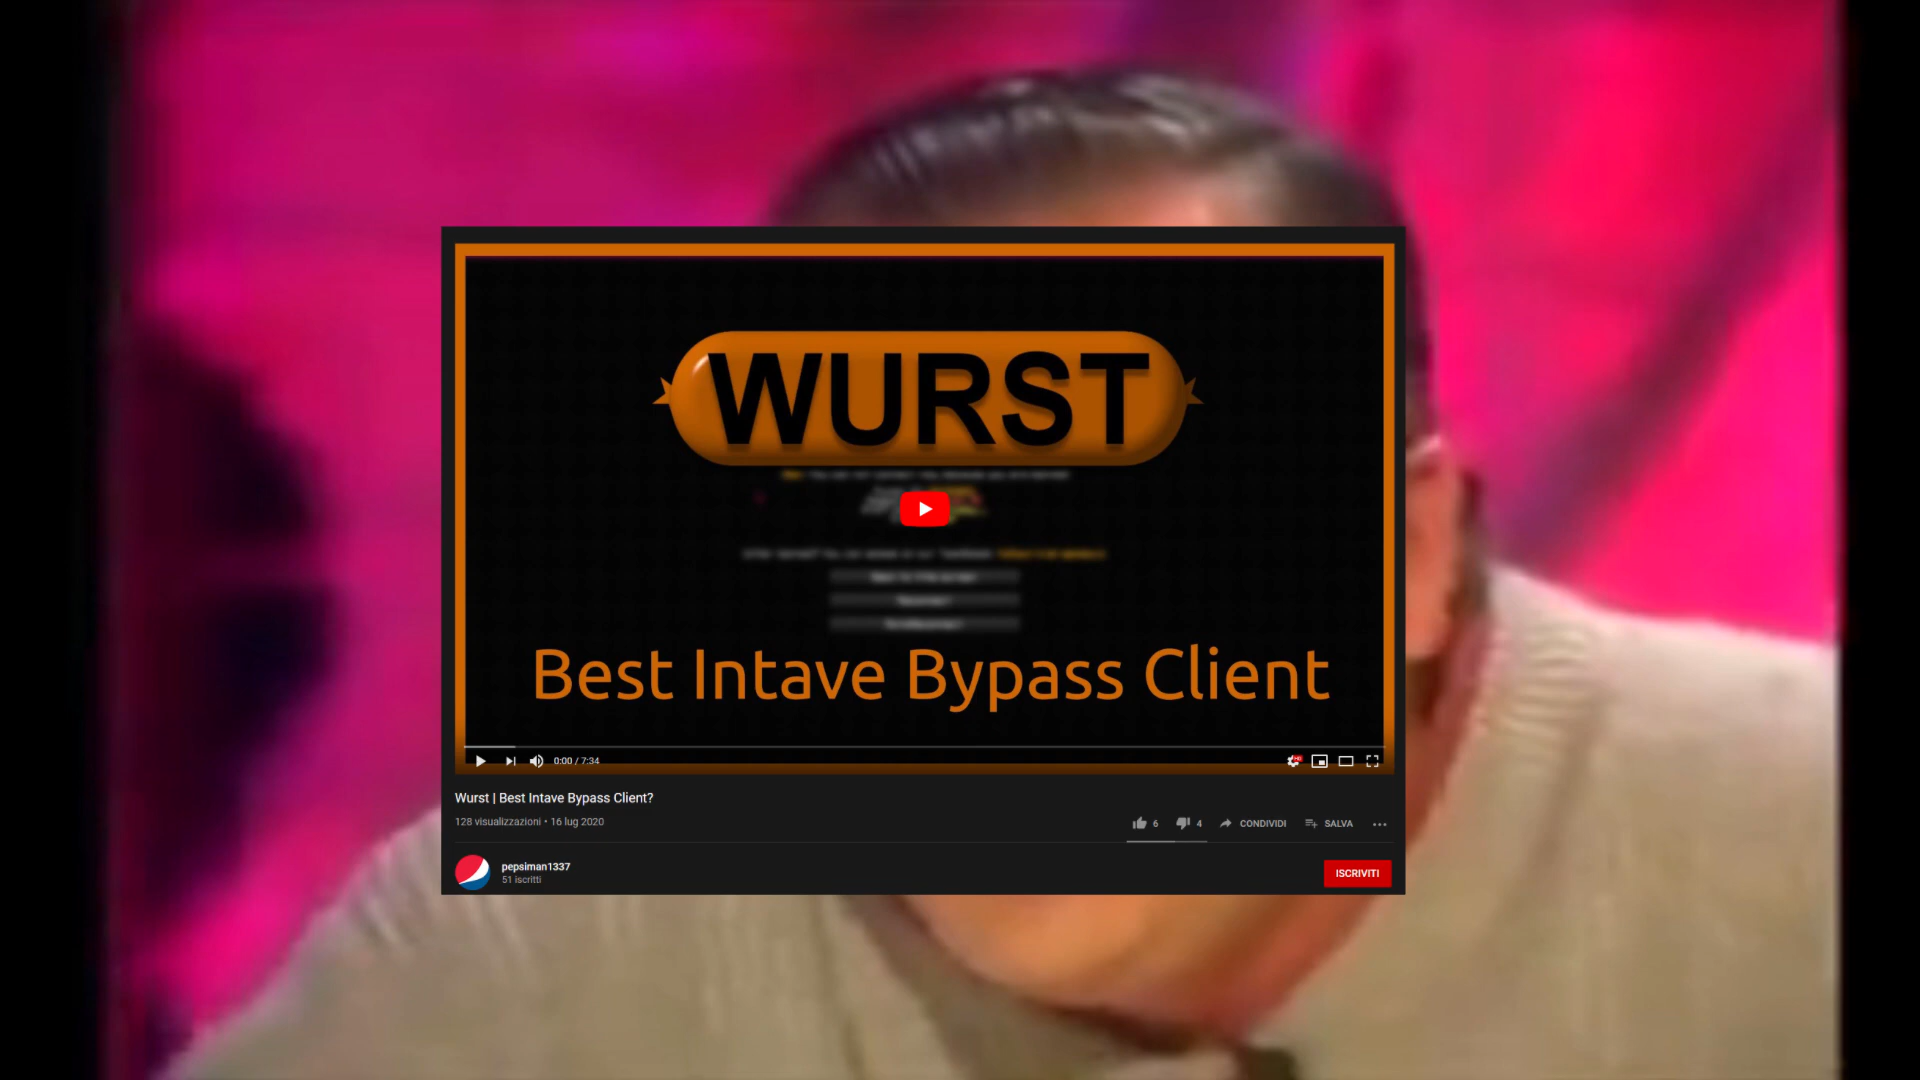 WURST
Best Intave Bypass Client
0:00 / 7:34
Wurst | Best Intave Bypass Client?
128 visualizzazioni • 16 lug 2020
6 4 CONDIVIDI SALVA
pepsiman1337
51 iscritti
ISCRIVITI